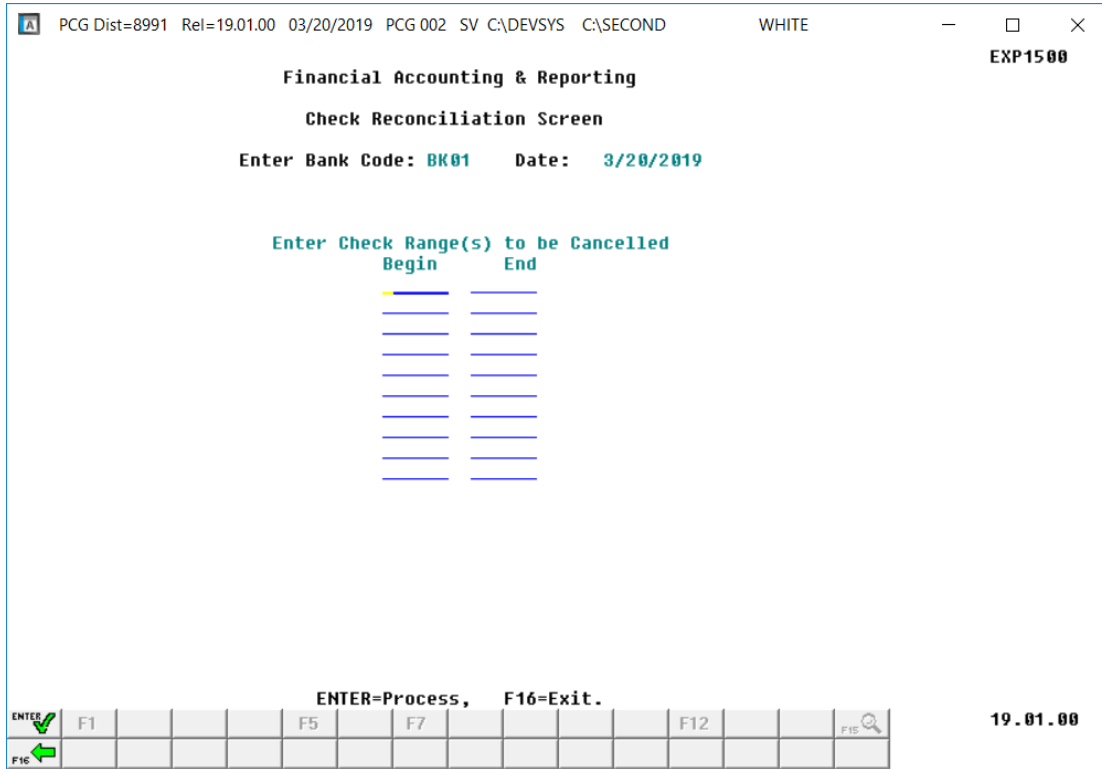 A PCG Dist=8991 Rel=19.01.00 03/20/2019 PCG 002 SV C:\DEVSYS C:\SECOND WHITE
EXP1500
Financial Accounting & Reporting
Check Reconciliation Screen
Enter Bank Code: BK01 Date: 3/20/2019
Enter Check Range(s) to be Cancelled
Begin End
ENTER=Process, F16=Exit.
ENTER F1 F5 F7 F12 F15 19.01.00
F16